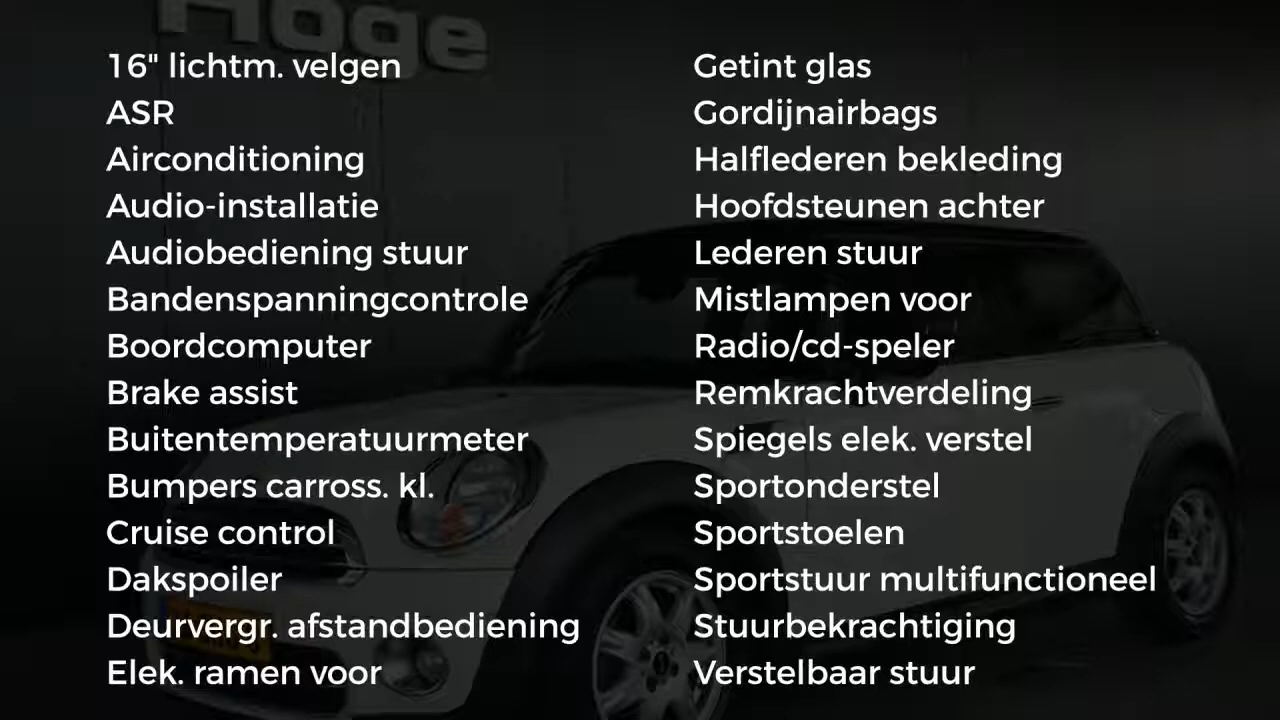 Hoge
16" lichtm. velgen
ASR
Airconditioning
Audio-installatie
Audiobediening stuur
Bandenspanningcontrole
Boordcomputer
Brake assist
Buitentemperatuurmeter
Bumpers carross. kl.
Cruise control
Dakspoiler
Deurvergr. afstandbediening
Elek. ramen voor
Getint glas
Gordijnairbags
Halflederen bekleding
Hoofdsteunen achter
Lederen stuur
Mistlampen voor
Radio/cd-speler
Remkrachtverdeling
Spiegels elek. verstel
Sportonderstel
Sportstoelen
Sportstuur multifunctioneel
Stuurbekrachtiging
Verstelbaar stuur